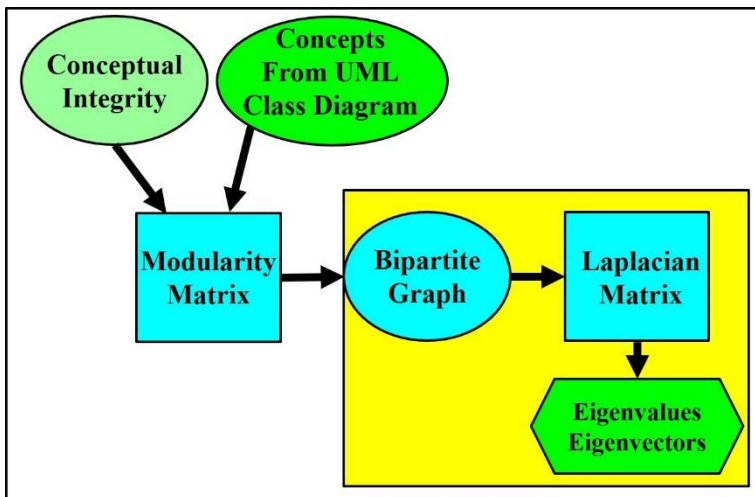 Conceptual
Integrity
Concepts
From UML
Class Diagram
Modularity
Matrix
Bipartite
Graph
Laplacian
Matrix
Eigenvalues
Eigenvectors